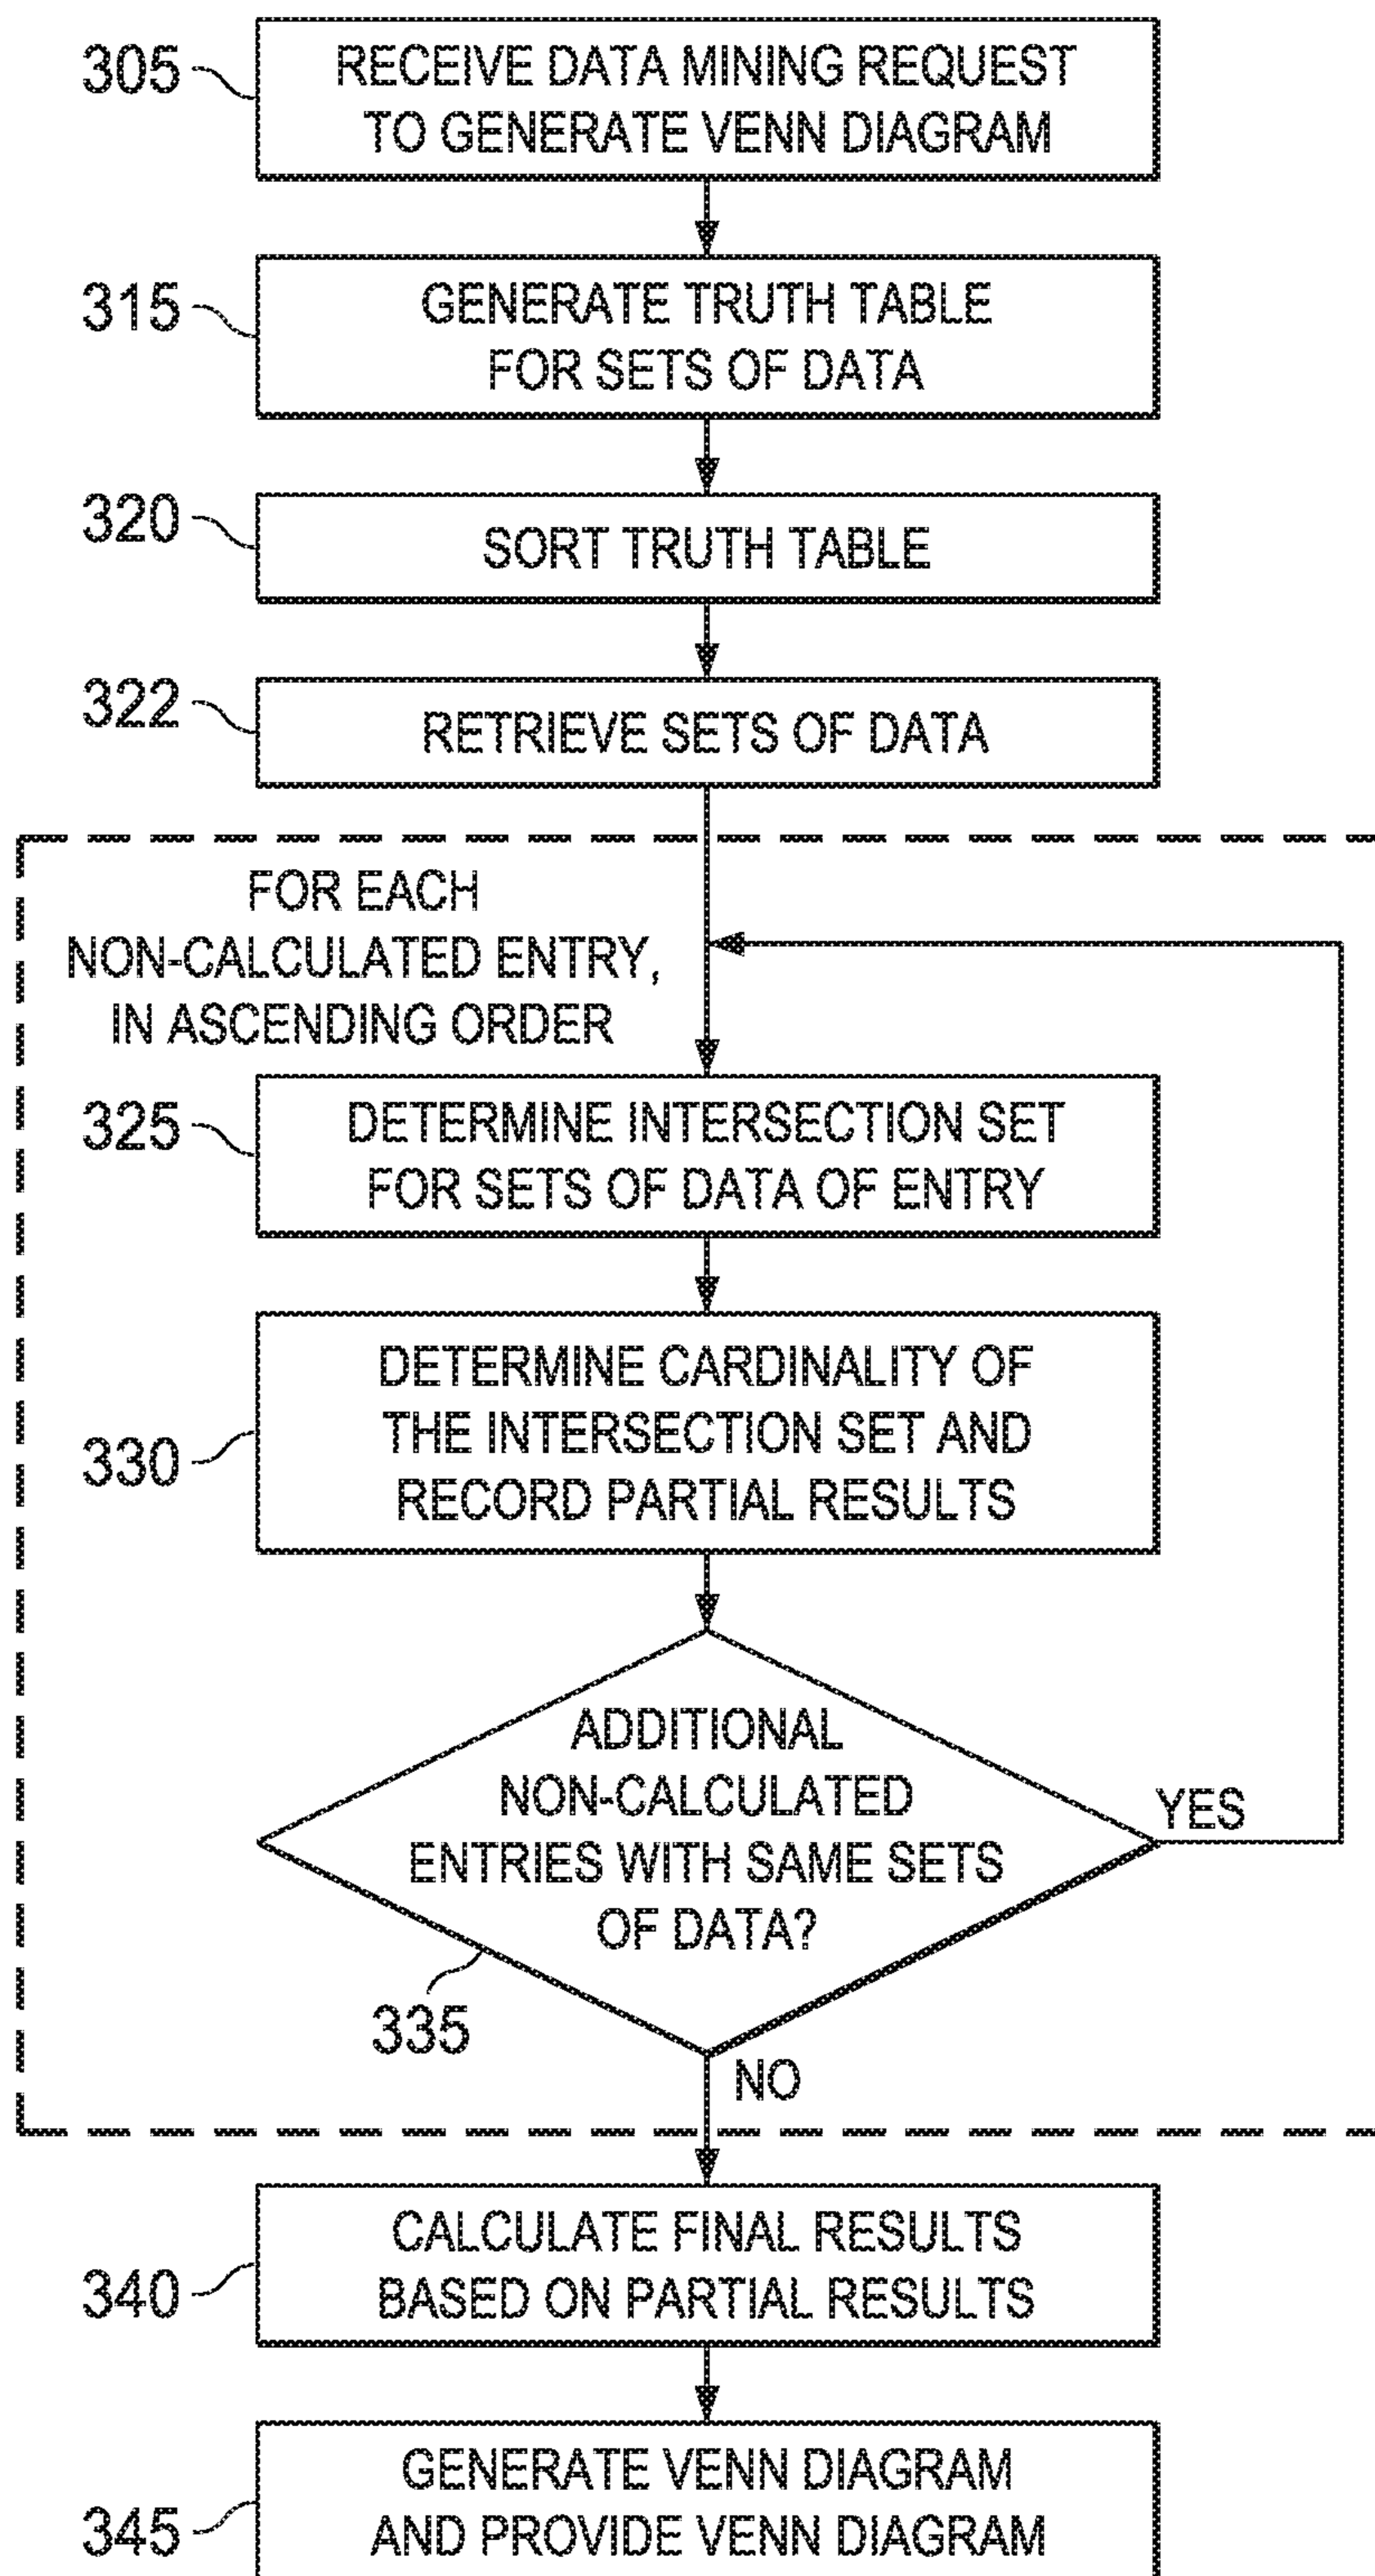 305
RECEIVE DATA MINING REQUEST
TO GENERATE VENN DIAGRAM
315
GENERATE TRUTH TABLE
FOR SETS OF DATA
320
SORT TRUTH TABLE
322
RETRIEVE SETS OF DATA
FOR EACH
NON-CALCULATED ENTRY,
IN ASCENDING ORDER
325
DETERMINE INTERSECTION SET
FOR SETS OF DATA OF ENTRY
330
DETERMINE CARDINALITY OF
THE INTERSECTION SET AND
RECORD PARTIAL RESULTS
ADDITIONAL
NON-CALCULATED
ENTRIES WITH SAME SETS
OF DATA?
YES
335
NO
340
CALCULATE FINAL RESULTS
BASED ON PARTIAL RESULTS
345
GENERATE VENN DIAGRAM
AND PROVIDE VENN DIAGRAM